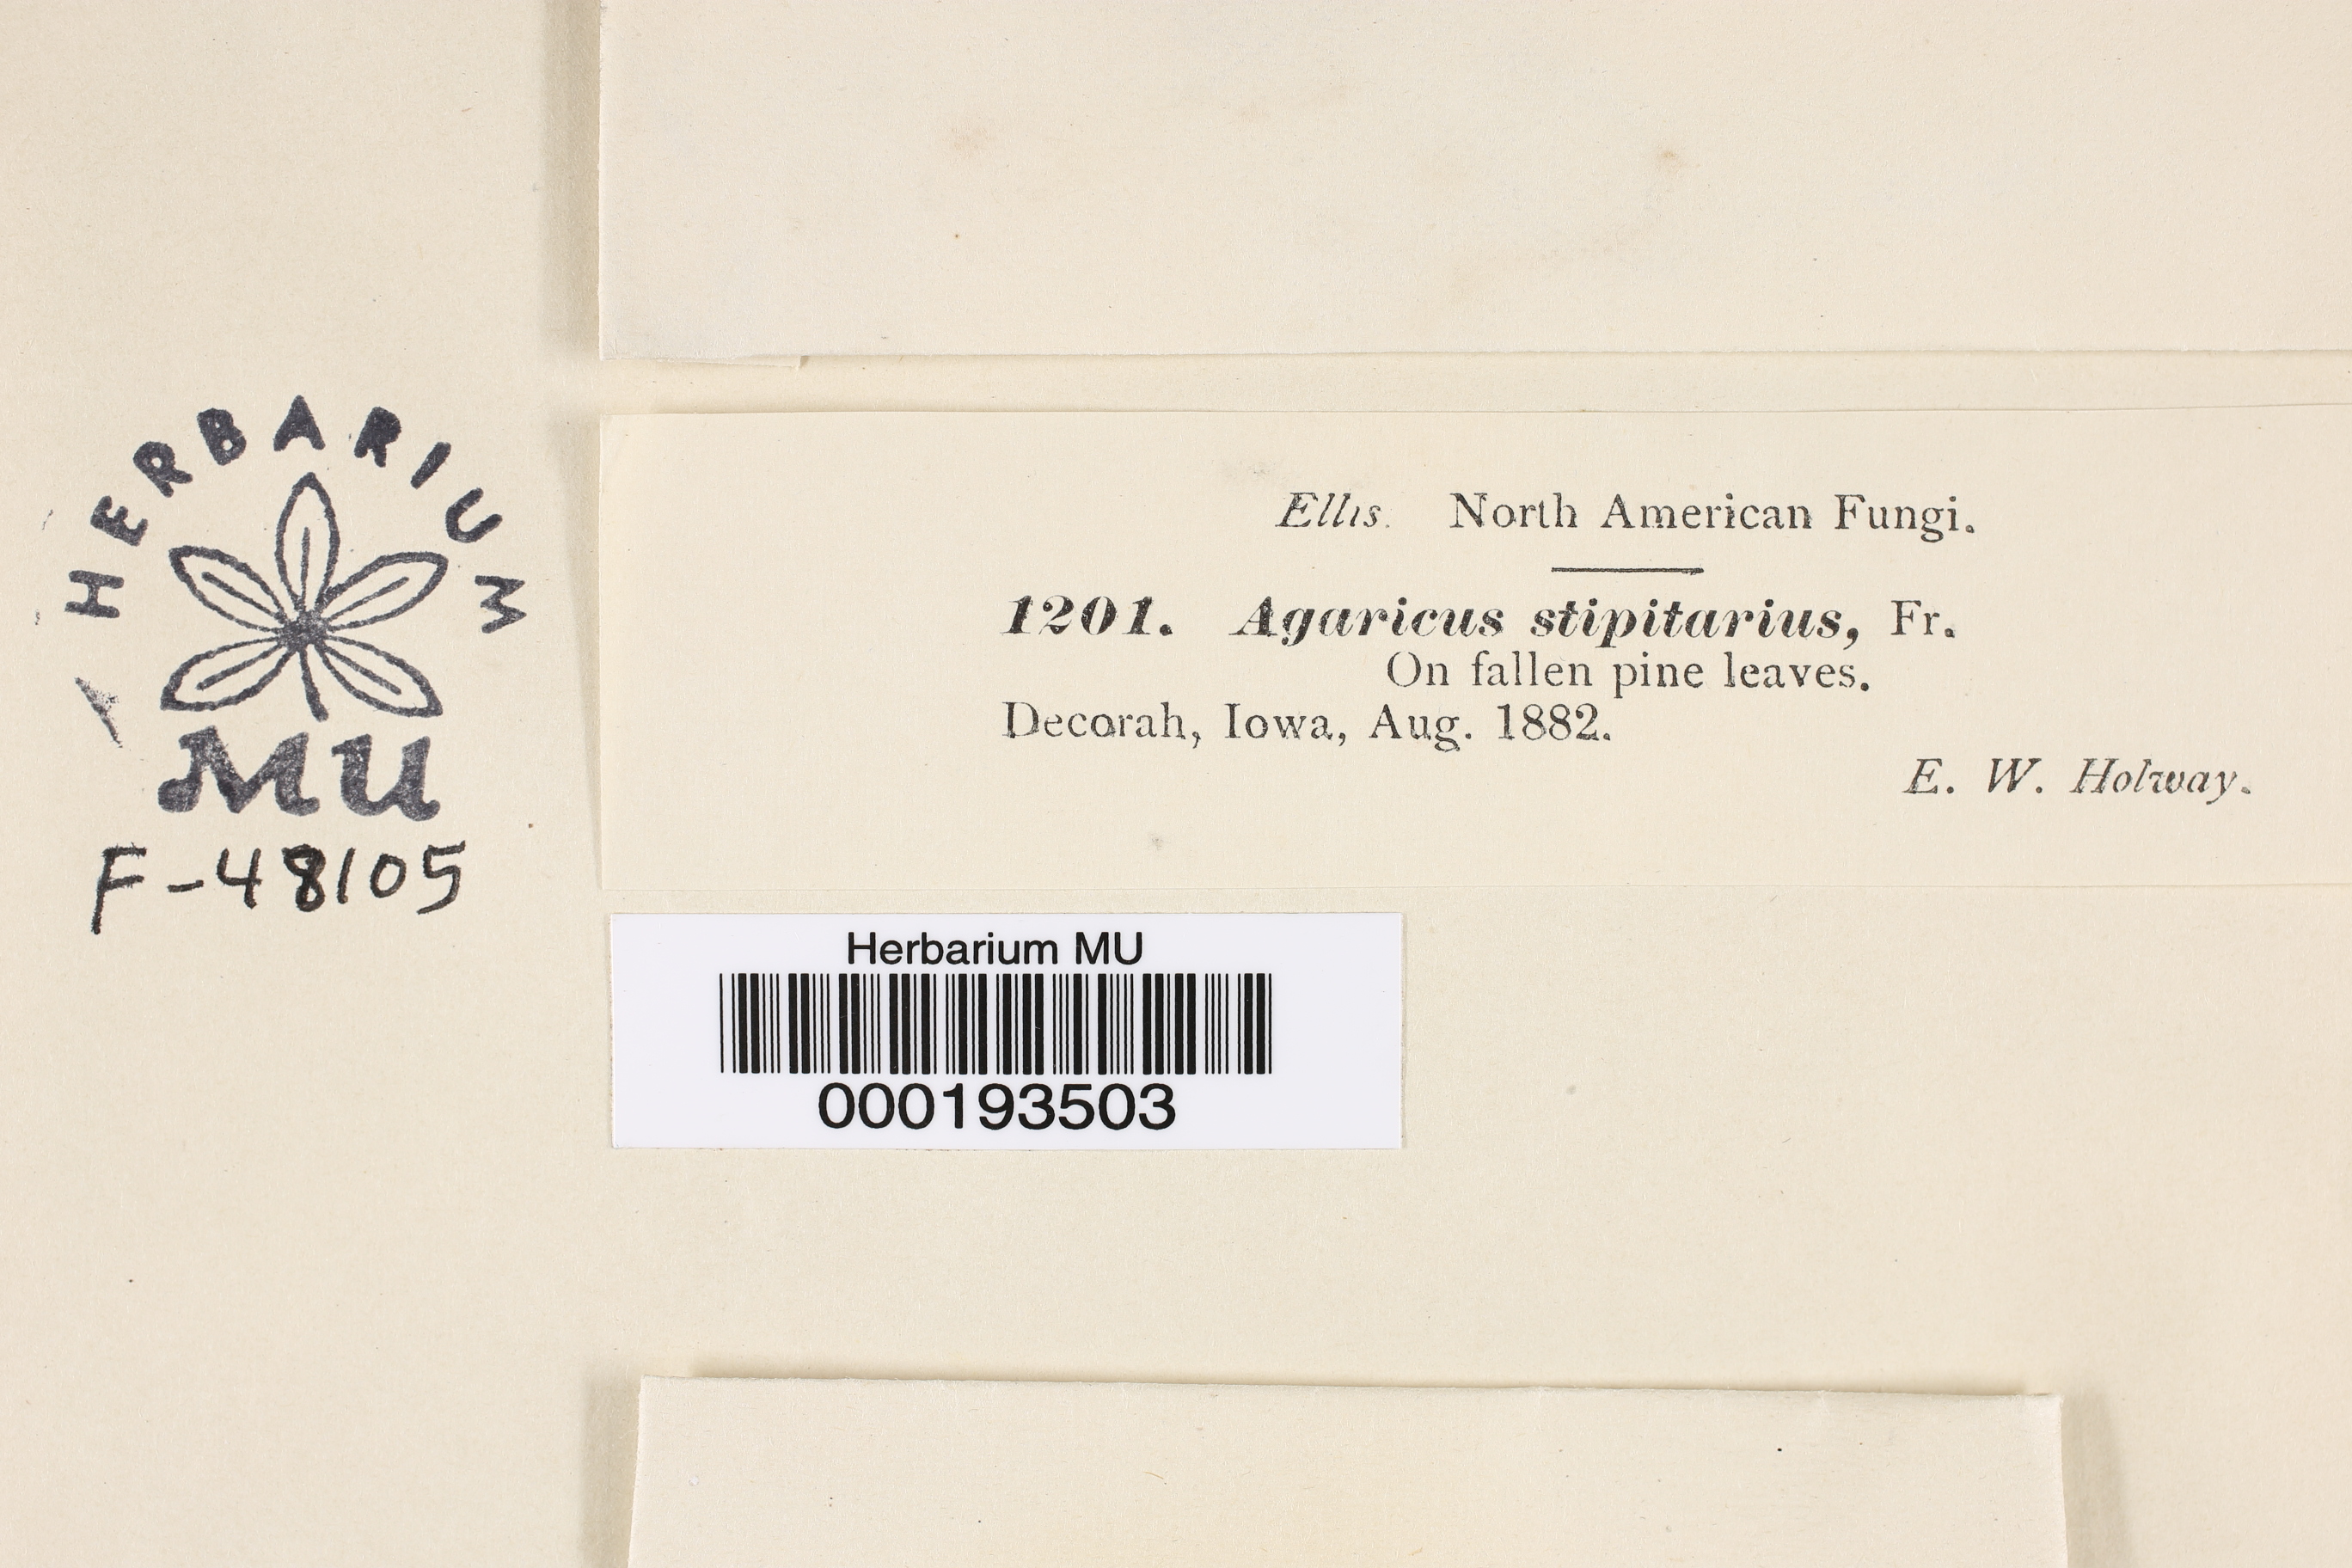 HERBARIUM
MU
F-48105
Ellis. North American Fungi.
1201. Agaricus stipitarius, Fr.
On fallen pine leaves.
Decorah, Iowa, Aug. 1882.
E. W. Holway.
Herbarium MU
000193503